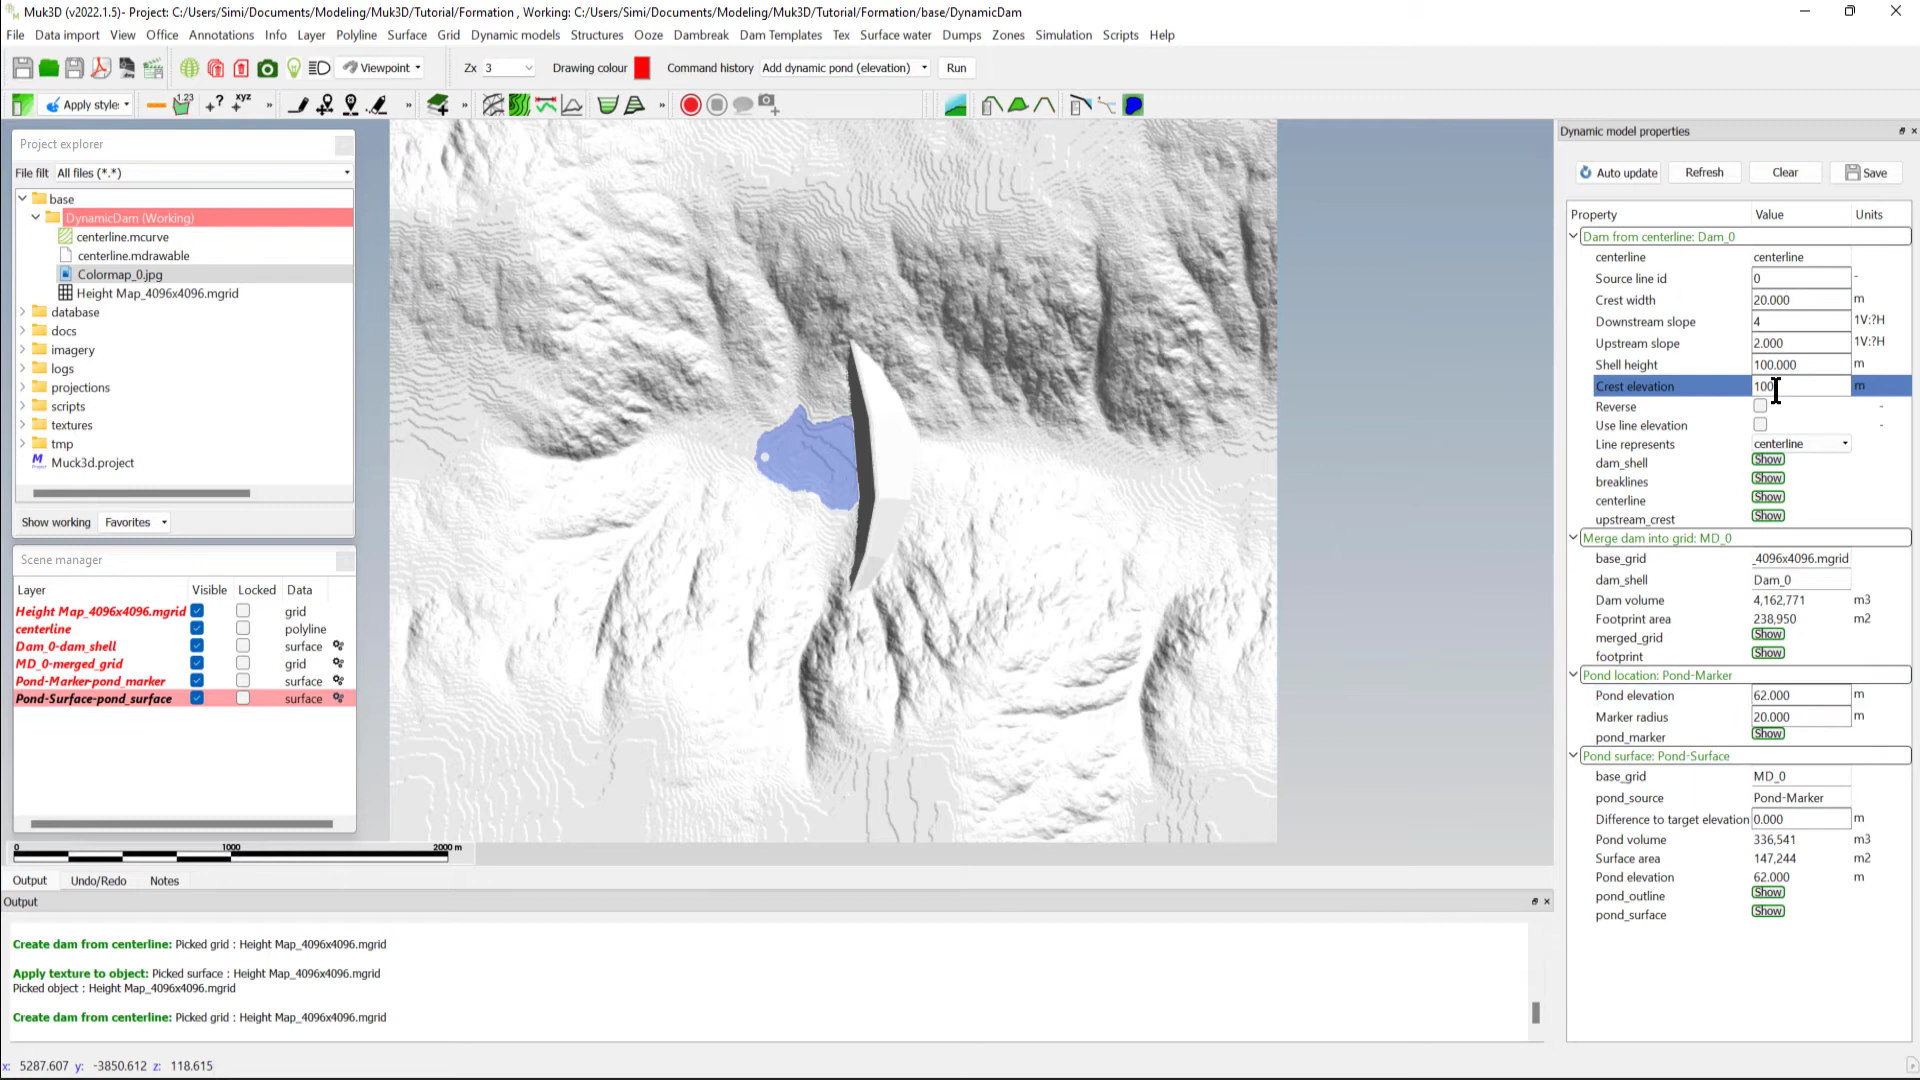 Muk3D (v2022.1.5)- Project: C:/Users/Simi/Documents/Modeling/Muk3D/Tutorial/Formation , Working: C:/Users/Simi/Documents/Modeling/Muk3D/Tutorial/Formation/base/DynamicDam
File Data import View Office Annotations Info Layer Polyline Surface Grid Dynamic models Structures Ooze Dambreak Dam Templates Tex Surface water Dumps Zones Simulation Scripts Help
Viewpoint Zx 3 Drawing colour Command history Add dynamic pond (elevation) Run
Apply style: 1.23 xyz
Project explorer
File filt All files (*.*)
base
DynamicDam (Working)
centerline.mcurve
centerline.mdrawable
Colormap_0.jpg
Height Map_4096x4096.mgrid
database
docs
imagery
logs
projections
scripts
textures
tmp
Muck3d.project
Show working Favorites
Scene manager
Layer Visible Locked Data
Height Map_4096x4096.mgrid grid
centerline polyline
Dam_0-dam_shell surface
MD_0-merged_grid grid
Pond-Marker-pond_marker surface
Pond-Surface-pond_surface surface
0 1000 2000 m
Output Undo/Redo Notes
Output
Create dam from centerline: Picked grid : Height Map_4096x4096.mgrid
Apply texture to object: Picked surface : Height Map_4096x4096.mgrid
Picked object : Height Map_4096x4096.mgrid
Create dam from centerline: Picked grid : Height Map_4096x4096.mgrid
x: 5287.607 y: -3850.612 z: 118.615
Dynamic model properties
Auto update Refresh Clear Save
Property Value Units
Dam from centerline: Dam_0
centerline centerline
Source line id 0 -
Crest width 20.000 m
Downstream slope 4 1V:?H
Upstream slope 2.000 1V:?H
Shell height 100.000 m
Crest elevation 100 m
Reverse -
Use line elevation -
Line represents centerline
dam_shell Show
breaklines Show
centerline Show
upstream_crest Show
Merge dam into grid: MD_0
base_grid _4096x4096.mgrid
dam_shell Dam_0
Dam volume 4,162,771 m3
Footprint area 238,950 m2
merged_grid Show
footprint Show
Pond location: Pond-Marker
Pond elevation 62.000 m
Marker radius 20.000 m
pond_marker Show
Pond surface: Pond-Surface
base_grid MD_0
pond_source Pond-Marker
Difference to target elevation 0.000 m
Pond volume 336,541 m3
Surface area 147,244 m2
Pond elevation 62.000 m
pond_outline Show
pond_surface Show